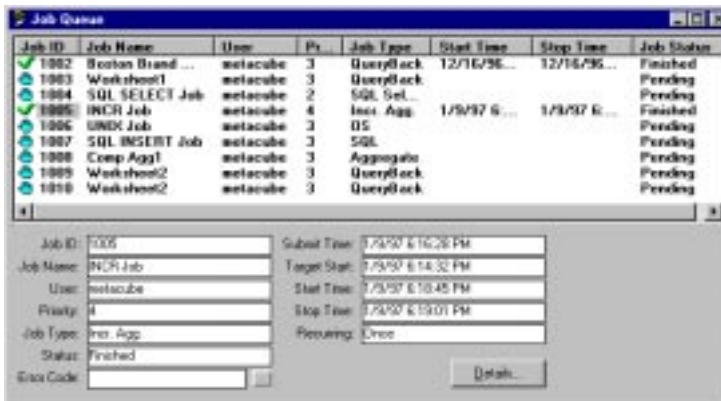 Job Queue
Job ID Job Name User Pr... Job Type Start Time Stop Time Job Status
1002 Boston Brand ... metacube 3 QueryBack 12/16/96... 12/16/96... Finished
1003 Worksheet1 metacube 3 QueryBack Pending
1004 SQL SELECT Job metacube 2 SQL Sel... Pending
1005 INCR Job metacube 4 Incr. Agg. 1/9/97 6:... 1/9/97 6:... Finished
1006 UNIX Job metacube 3 OS Pending
1007 SQL INSERT Job metacube 3 SQL Pending
1008 Comp Agg1 metacube 3 Aggregate Pending
1009 Worksheet2 metacube 3 QueryBack Pending
1010 Worksheet2 metacube 3 QueryBack Pending
Job ID: 1005 Submit Time: 1/9/97 6:16:28 PM
Job Name: INCR Job Target Start: 1/9/97 6:14:32 PM
User: metacube Start Time: 1/9/97 6:18:45 PM
Priority: 4 Stop Time: 1/9/97 6:19:01 PM
Job Type: Incr. Agg. Recurring: Once
Status: Finished
Error Code: Details...